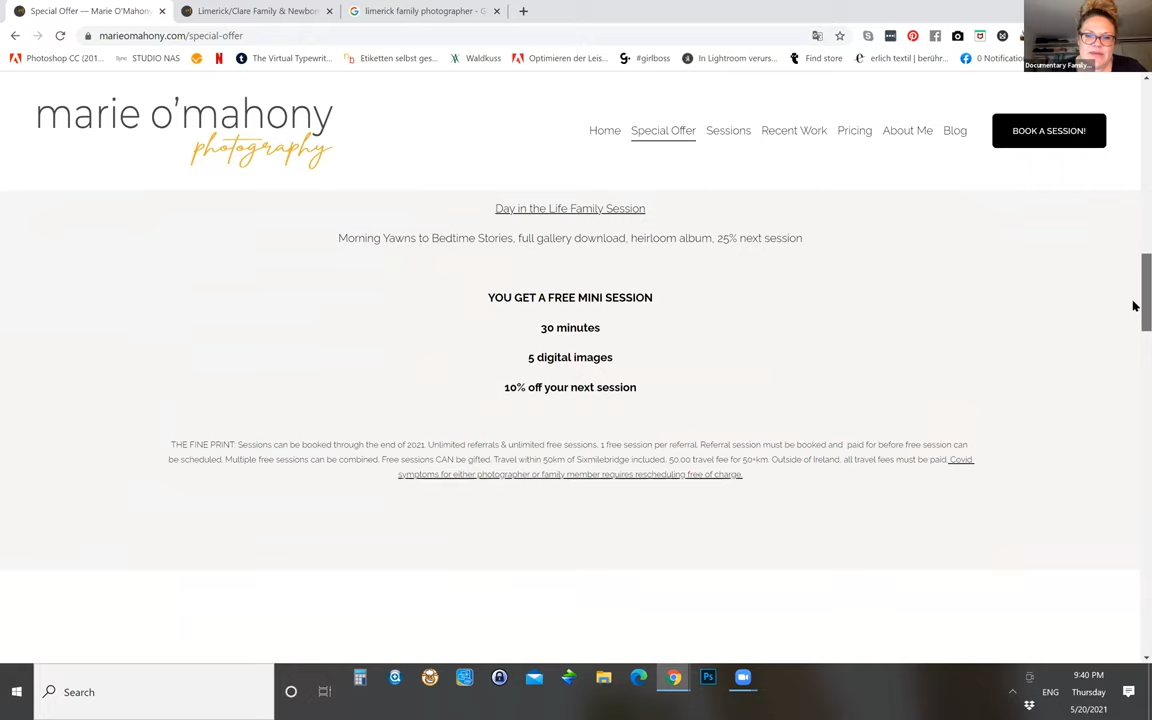 Special Offer — Marie O'Mahony
Limerick/Clare Family & Newborn
limerick family photographer - G
marieomahony.com/special-offer
Photoshop CC (201...
Sync
STUDIO NAS
The Virtual Typewrit...
Etiketten selbst ges...
Waldkuss
Optimieren der Leis...
#girlboss
In Lightroom verurs...
Find store
erlich textil | berühr...
0 Notificatio
Documentary Family...
marie o'mahony
photography
Home
Special Offer
Sessions
Recent Work
Pricing
About Me
Blog
BOOK A SESSION!
Day in the Life Family Session
Morning Yawns to Bedtime Stories, full gallery download, heirloom album, 25% next session
YOU GET A FREE MINI SESSION
30 minutes
5 digital images
10% off your next session
THE FINE PRINT: Sessions can be booked through the end of 2021. Unlimited referrals & unlimited free sessions. 1 free session per referral. Referral session must be booked and paid for before free session can
be scheduled. Multiple free sessions can be combined. Free sessions CAN be gifted. Travel within 50km of Sixmilebridge included. 50.00 travel fee for 50+km. Outside of Ireland, all travel fees must be paid. Covid
symptoms for either photographer or family member requires rescheduling free of charge.
Search
Ps
ENG
9:40 PM
Thursday
5/20/2021